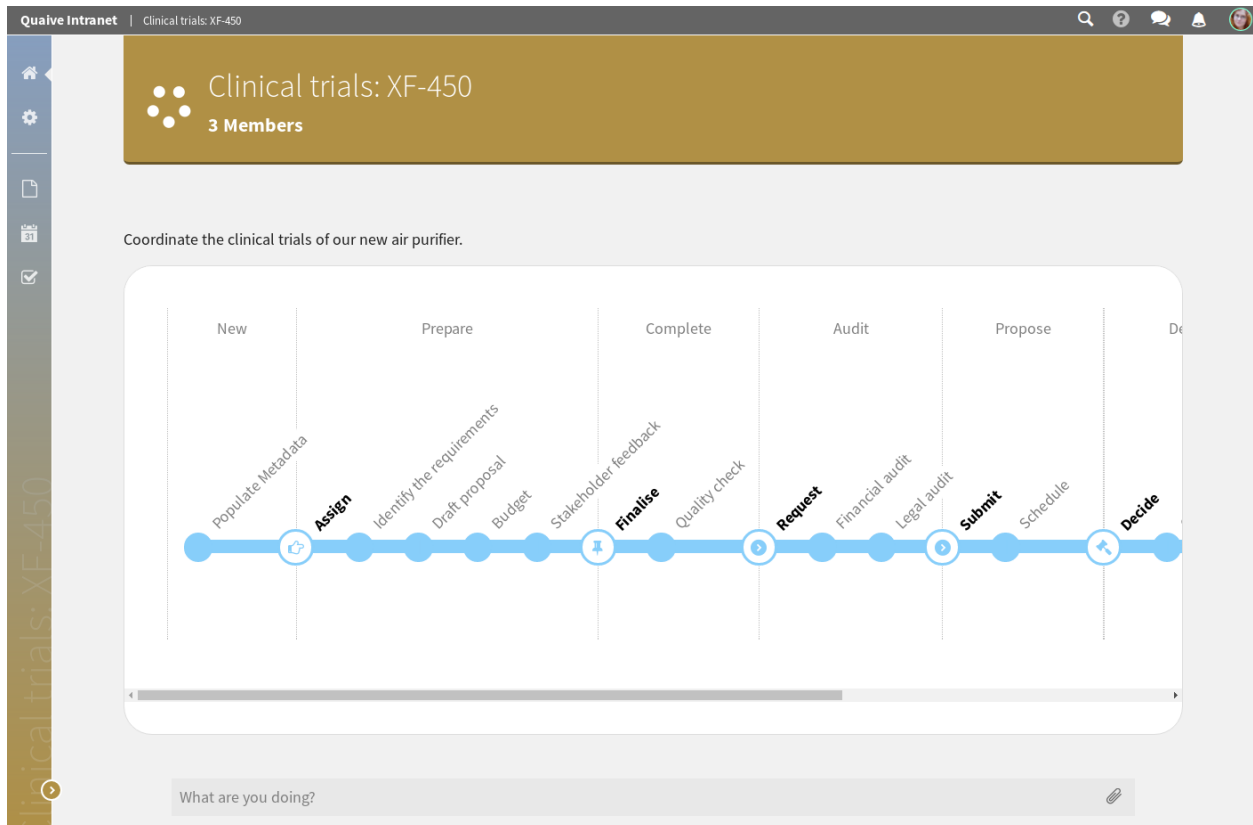 Quaive Intranet | Clinical trials: XF-450
Clinical trials: XF-450
3 Members
31
Coordinate the clinical trials of our new air purifier.
New
Prepare
Complete
Audit
Propose
De
Populate Metadata
Assign
Identify the requirements
Draft proposal
Budget
Stakeholder feedback
Finalise
Quality check
Request
Financial audit
Legal audit
Submit
Schedule
Decide
Clinical trials: XF-450
What are you doing?